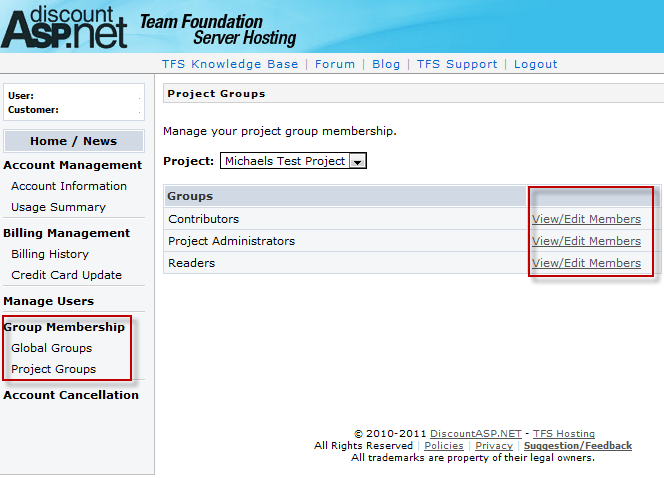 discount
ASP.net
Team Foundation
Server Hosting
TFS Knowledge Base | Forum | Blog | TFS Support | Logout
User:
Customer:
Home / News
Account Management
Account Information
Usage Summary
Billing Management
Billing History
Credit Card Update
Manage Users
Group Membership
Global Groups
Project Groups
Account Cancellation
Project Groups
Manage your project group membership.
Project: Michaels Test Project
Groups
Contributors View/Edit Members
Project Administrators View/Edit Members
Readers View/Edit Members
© 2010-2011 DiscountASP.NET - TFS Hosting
All Rights Reserved | Policies | Privacy | Suggestion/Feedback
All trademarks are property of their legal owners.